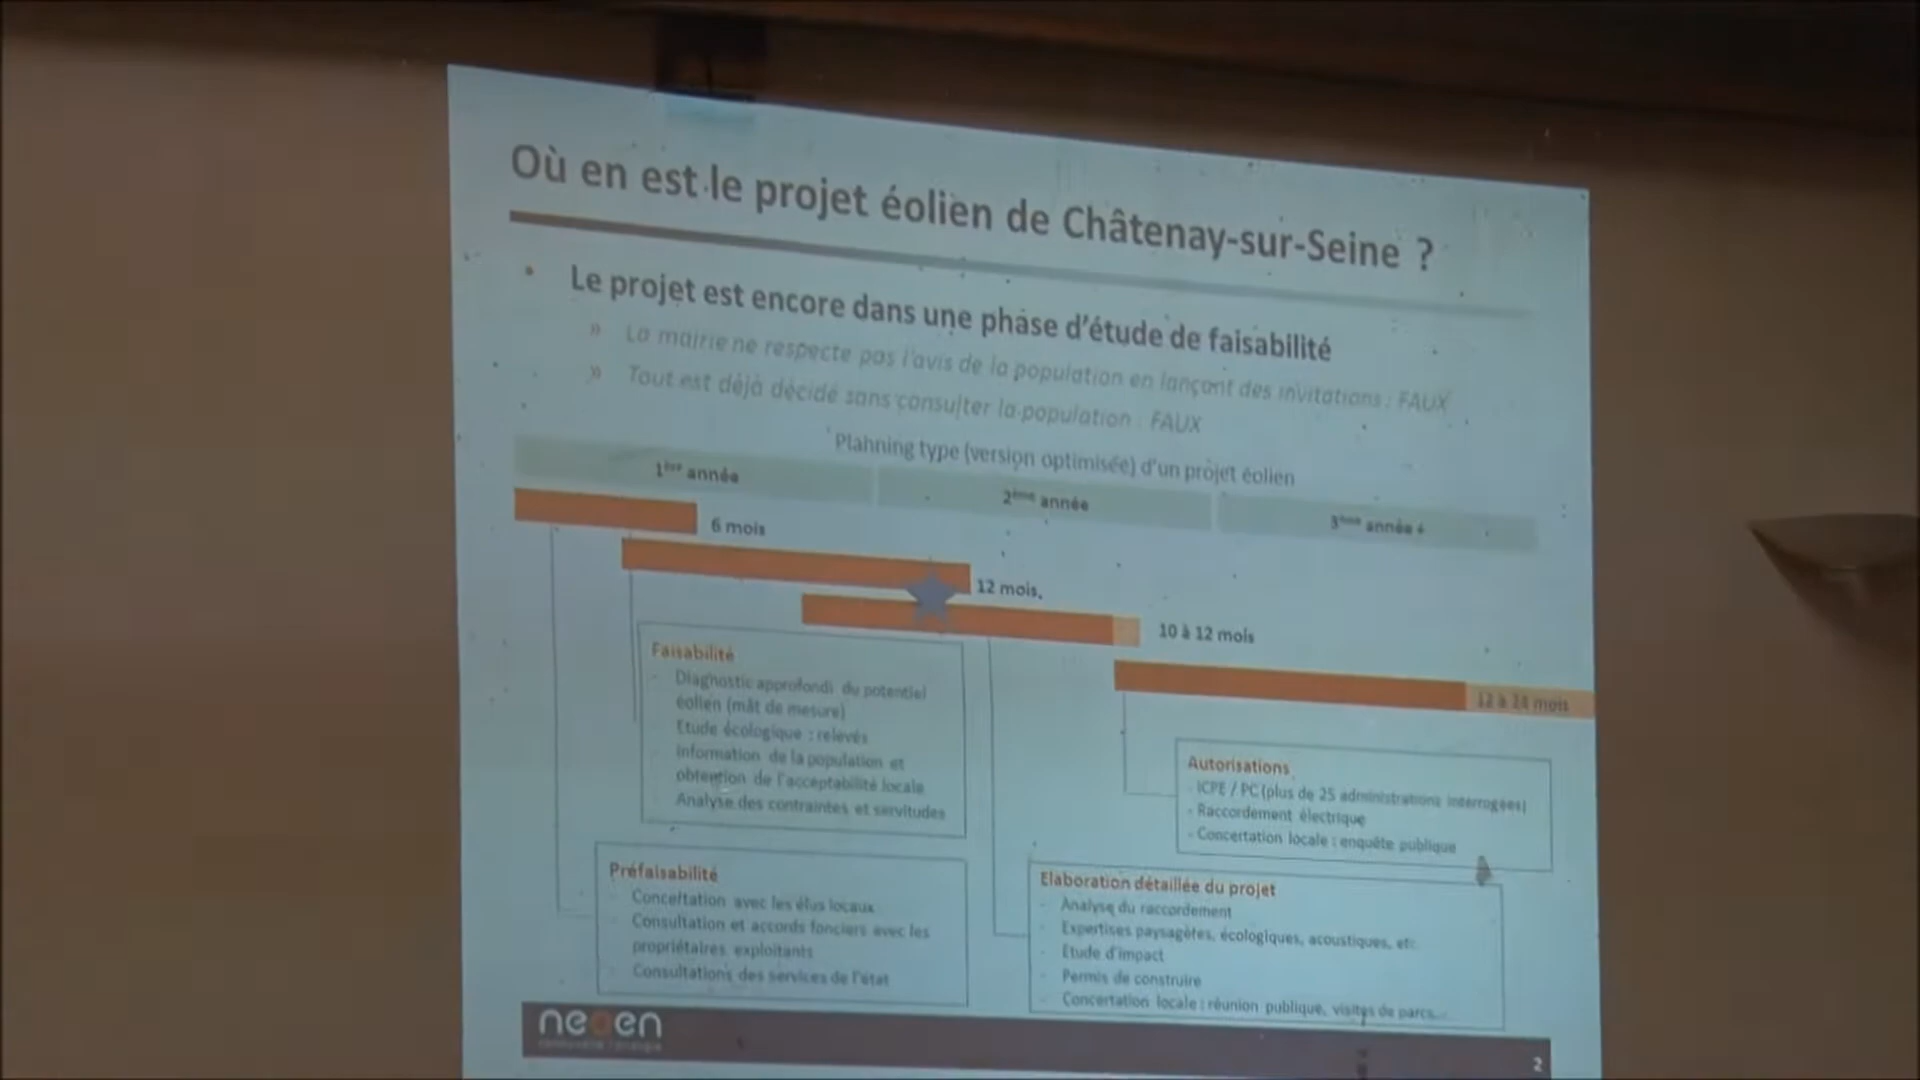 Où en est le projet éolien de Châtenay-sur-Seine ?
• Le projet est encore dans une phase d'étude de faisabilité
» La mairie ne respecte pas l'avis de la population en lançant des invitations : FAUX
» Tout est déjà décidé sans consulter la population : FAUX
Planning type (version optimisée) d'un projet éolien
1ère année
2ème année
3ème année +
6 mois
12 mois
10 à 12 mois
12 à 24 mois
Faisabilité
- Diagnostic approfondi du potentiel
éolien (mât de mesure)
- Etude écologique : relevés
- Information de la population et
obtention de l'acceptabilité locale
- Analyse des contraintes et servitudes
Autorisations
- ICPE / PC (plus de 25 administrations interrogées)
- Raccordement électrique
- Concertation locale : enquête publique
Préfaisabilité
- Concertation avec les élus locaux
- Consultation et accords fonciers avec les
propriétaires exploitants
- Consultations des services de l'état
Elaboration détaillée du projet
- Analyse du raccordement
- Expertises paysagères, écologiques, acoustiques, etc.
- Etude d'impact
- Permis de construire
- Concertation locale : réunion publique, visites de parcs...
neoen
2